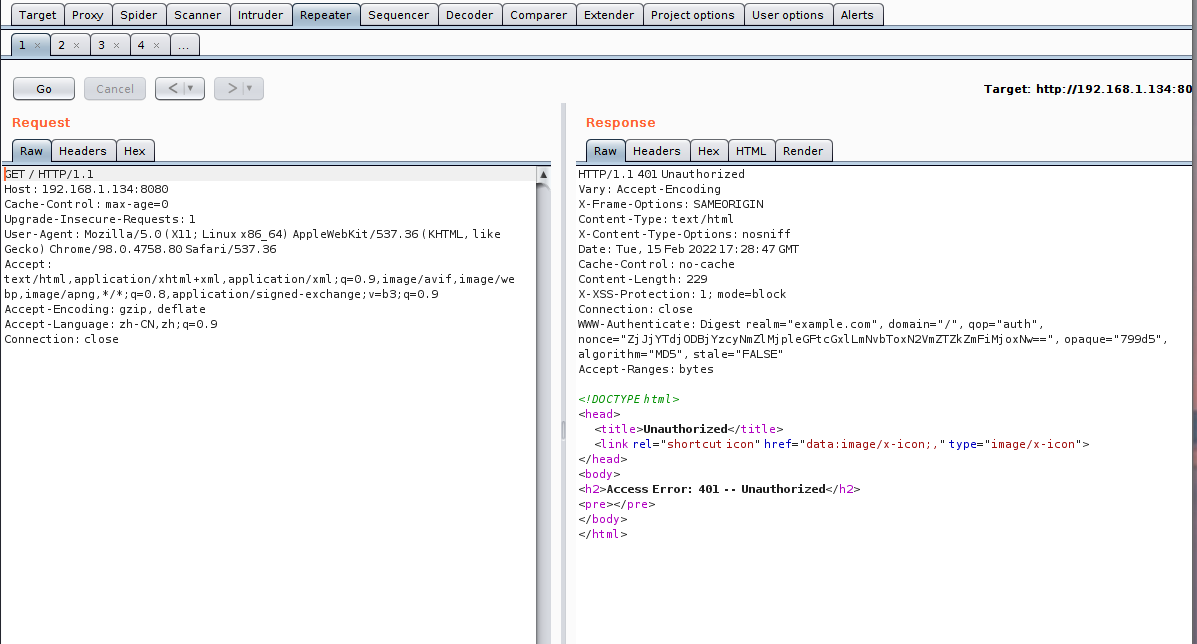 Target Proxy Spider Scanner Intruder Repeater Sequencer Decoder Comparer Extender Project options User options Alerts
1 × 2 × 3 × 4 × ...
Go Cancel < | ▼ > | ▼ Target: http://192.168.1.134:80
Request
Raw Headers Hex
GET / HTTP/1.1
Host: 192.168.1.134:8080
Cache-Control: max-age=0
Upgrade-Insecure-Requests: 1
User-Agent: Mozilla/5.0 (X11; Linux x86_64) AppleWebKit/537.36 (KHTML, like
Gecko) Chrome/98.0.4758.80 Safari/537.36
Accept:
text/html,application/xhtml+xml,application/xml;q=0.9,image/avif,image/we
bp,image/apng,*/*;q=0.8,application/signed-exchange;v=b3;q=0.9
Accept-Encoding: gzip, deflate
Accept-Language: zh-CN,zh;q=0.9
Connection: close
Response
Raw Headers Hex HTML Render
HTTP/1.1 401 Unauthorized
Vary: Accept-Encoding
X-Frame-Options: SAMEORIGIN
Content-Type: text/html
X-Content-Type-Options: nosniff
Date: Tue, 15 Feb 2022 17:28:47 GMT
Cache-Control: no-cache
Content-Length: 229
X-XSS-Protection: 1; mode=block
Connection: close
WWW-Authenticate: Digest realm="example.com", domain="/", qop="auth",
nonce="ZjJjYTdjODBjYzcyNmZlMjpleGFtcGxlLmNvbToxN2VmZTZkZmFiMjoxNw==", opaque="799d5",
algorithm="MD5", stale="FALSE"
Accept-Ranges: bytes
<!DOCTYPE html>
<head>
<title>Unauthorized</title>
<link rel="shortcut icon" href="data:image/x-icon;," type="image/x-icon">
</head>
<body>
<h2>Access Error: 401 -- Unauthorized</h2>
<pre></pre>
</body>
</html>